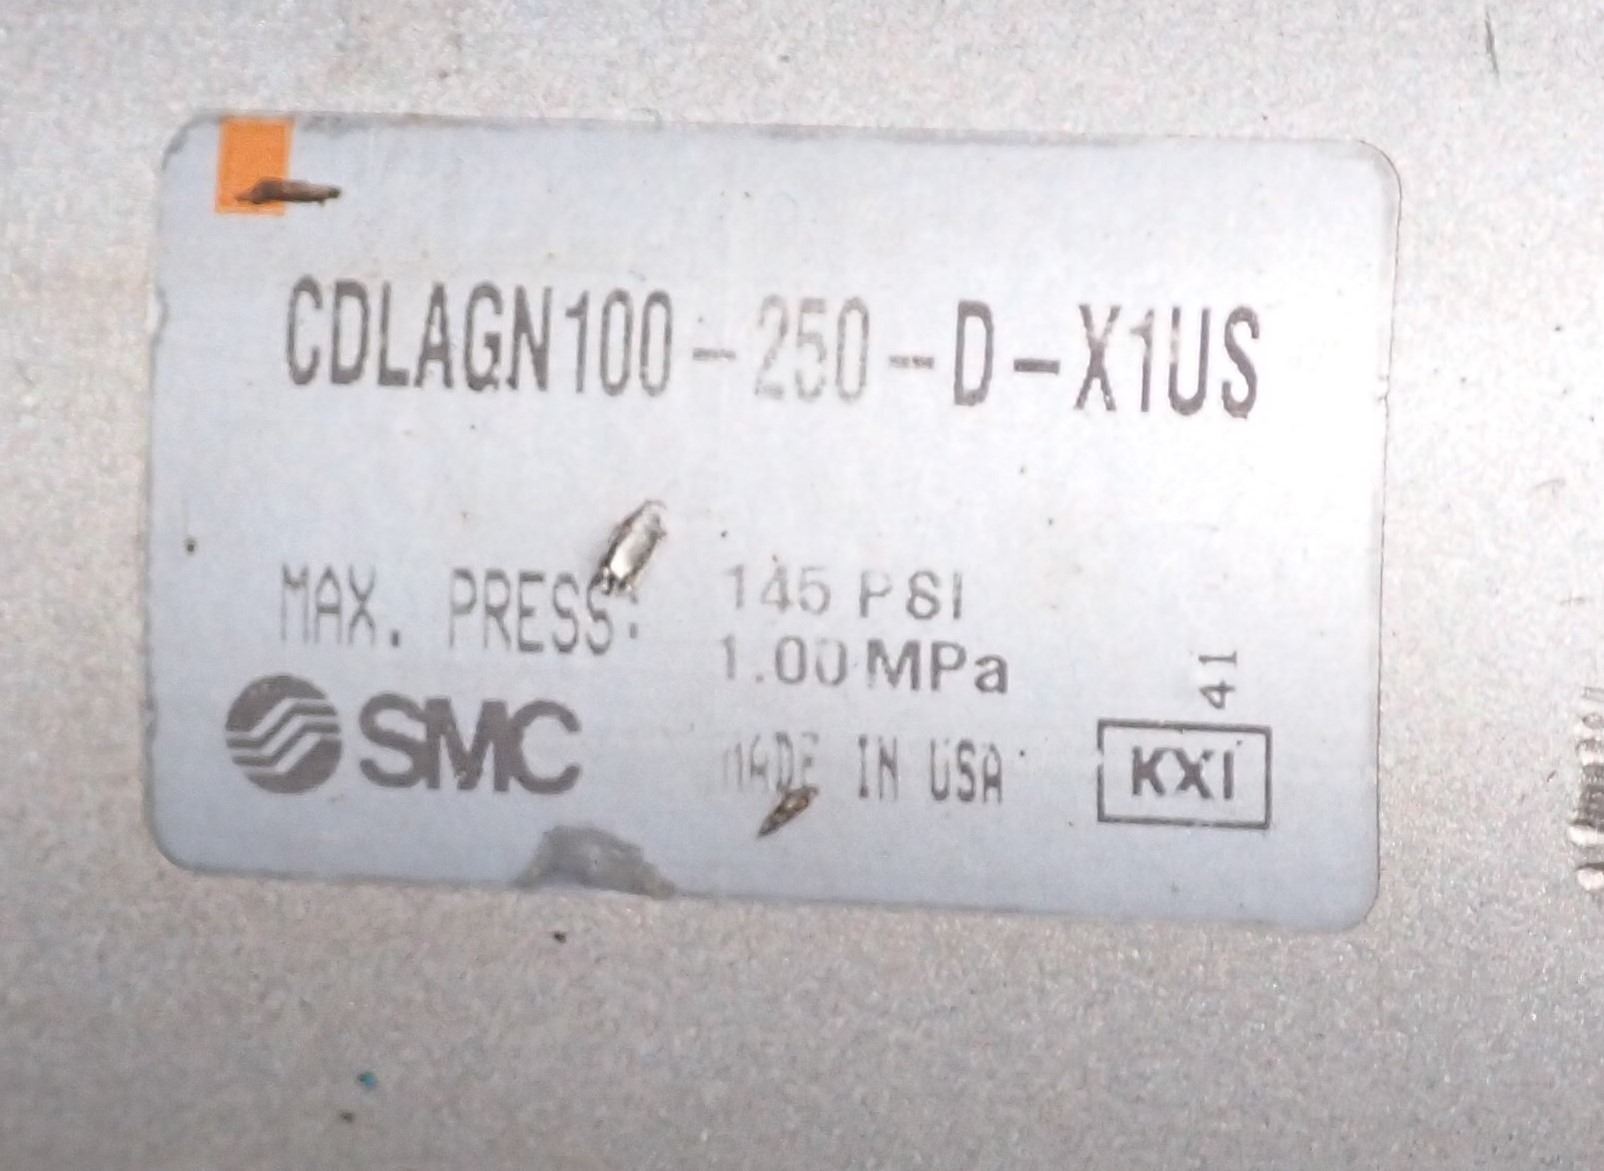 CDLAGN100-250-D-X1US
MAX. PRESS: 145 PSI
1.00 MPa
41
SMC
MADE IN USA
KXI